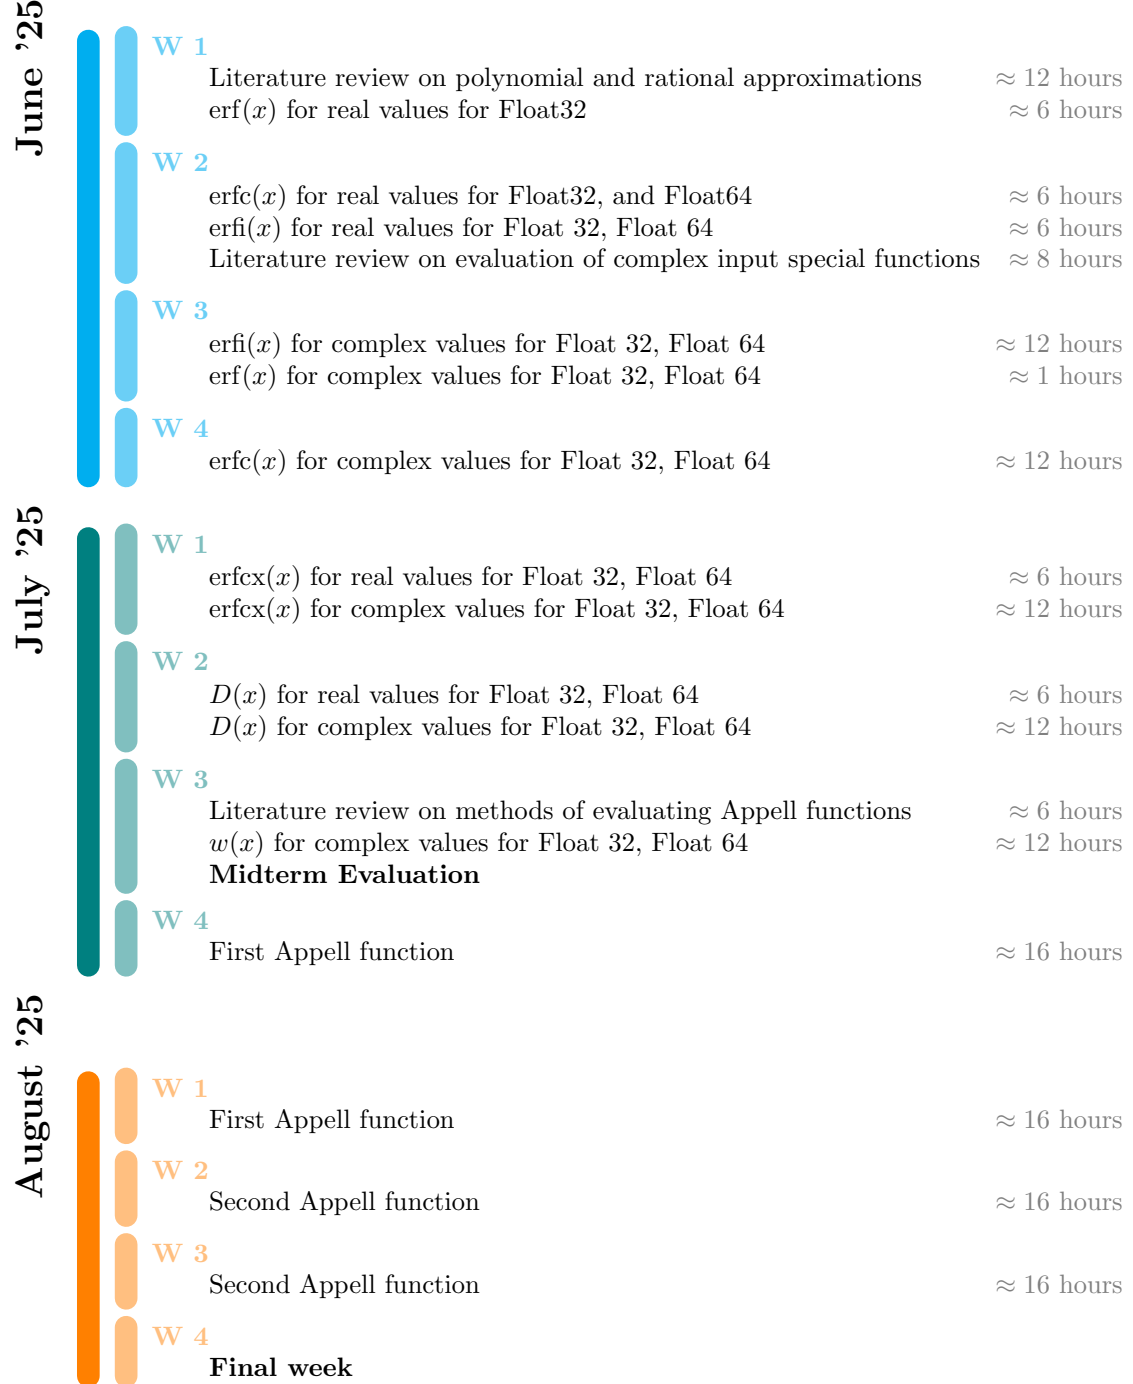 June ’25
W 1
Literature review on polynomial and rational approximations ≈ 12 hours
erf(x) for real values for Float32 ≈ 6 hours
W 2
erfc(x) for real values for Float32, and Float64 ≈ 6 hours
erfi(x) for real values for Float 32, Float 64 ≈ 6 hours
Literature review on evaluation of complex input special functions ≈ 8 hours
W 3
erfi(x) for complex values for Float 32, Float 64 ≈ 12 hours
erf(x) for complex values for Float 32, Float 64 ≈ 1 hours
W 4
erfc(x) for complex values for Float 32, Float 64 ≈ 12 hours
July ’25
W 1
erfcx(x) for real values for Float 32, Float 64 ≈ 6 hours
erfcx(x) for complex values for Float 32, Float 64 ≈ 12 hours
W 2
D(x) for real values for Float 32, Float 64 ≈ 6 hours
D(x) for complex values for Float 32, Float 64 ≈ 12 hours
W 3
Literature review on methods of evaluating Appell functions ≈ 6 hours
w(x) for complex values for Float 32, Float 64 ≈ 12 hours
Midterm Evaluation
W 4
First Appell function ≈ 16 hours
August ’25
W 1
First Appell function ≈ 16 hours
W 2
Second Appell function ≈ 16 hours
W 3
Second Appell function ≈ 16 hours
W 4
Final week